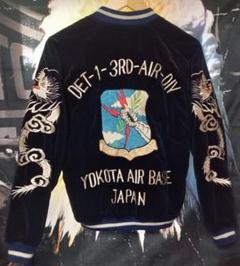 DET-1-3RD-AIR-DIV
YOKOTA AIR BASE
JAPAN